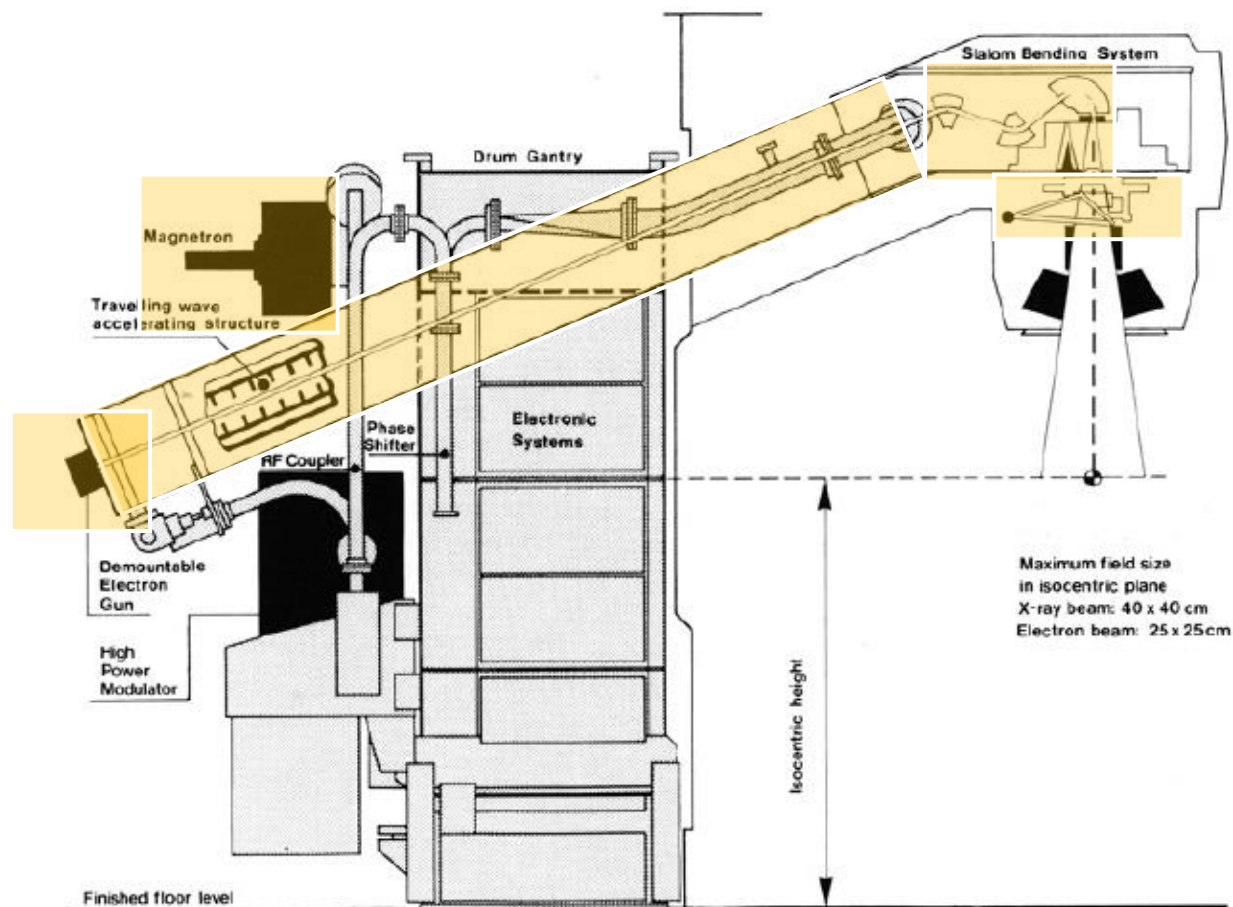 Slalom Bending System
Drum Gantry
Magnetron
Travelling wave
accelerating structure
Electronic
Systems
Phase
Shifter
RF Coupler
Demountable
Electron
Gun
Maximum field size
in isocentric plane
X-ray beam: 40 x 40 cm
Electron beam: 25 x 25 cm
High
Power
Modulator
Isocentric height
Finished floor level